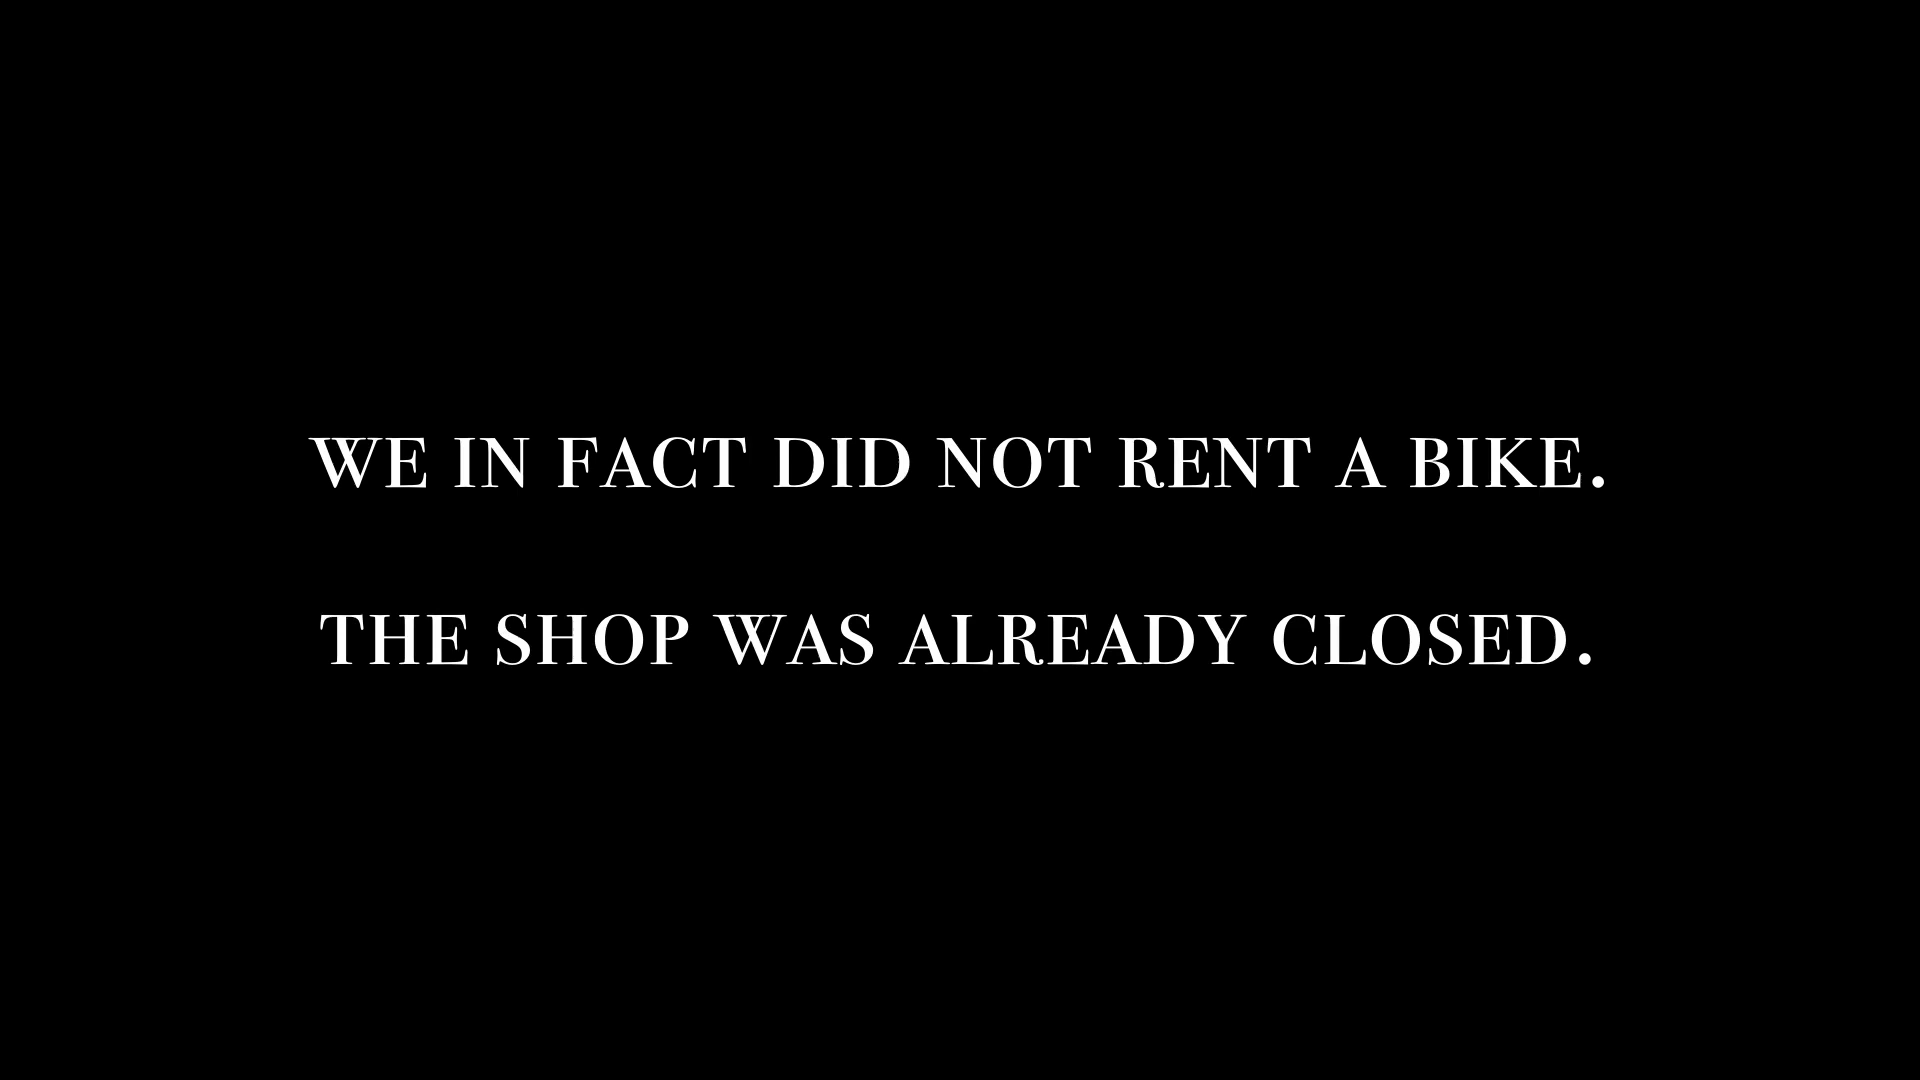 WE IN FACT DID NOT RENT A BIKE.
THE SHOP WAS ALREADY CLOSED.